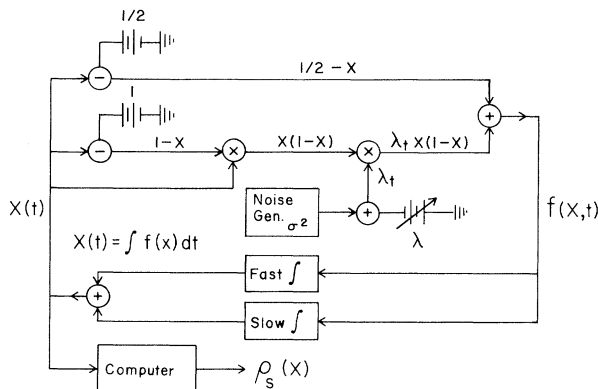 1/2
−
1/2 − X
1
+
−
1−X
×
X(1−X)
×
λt X(1−X)
λt
X(t)
Noise Gen. σ²
+
λ
f(X,t)
X(t) = ∫ f(x) dt
Fast ∫
+
Slow ∫
Computer
ρs(X)